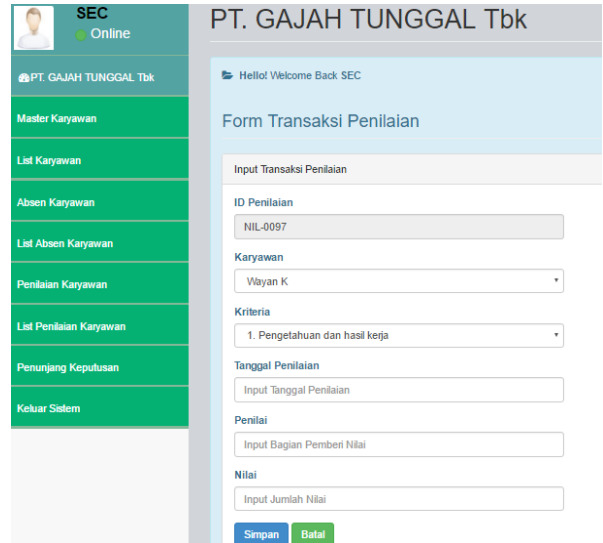 SEC
Online
PT. GAJAH TUNGGAL Tbk
Master Karyawan
List Karyawan
Absen Karyawan
List Absen Karyawan
Penilaian Karyawan
List Penilaian Karyawan
Penunjang Keputusan
Keluar Sistem
PT. GAJAH TUNGGAL Tbk
Hello! Welcome Back SEC
Form Transaksi Penilaian
Input Transaksi Penilaian
ID Penilaian
NIL-0097
Karyawan
Wayan K
Kriteria
1. Pengetahuan dan hasil kerja
Tanggal Penilaian
Input Tanggal Penilaian
Penilai
Input Bagian Pemberi Nilai
Nilai
Input Jumlah Nilai
Simpan Batal